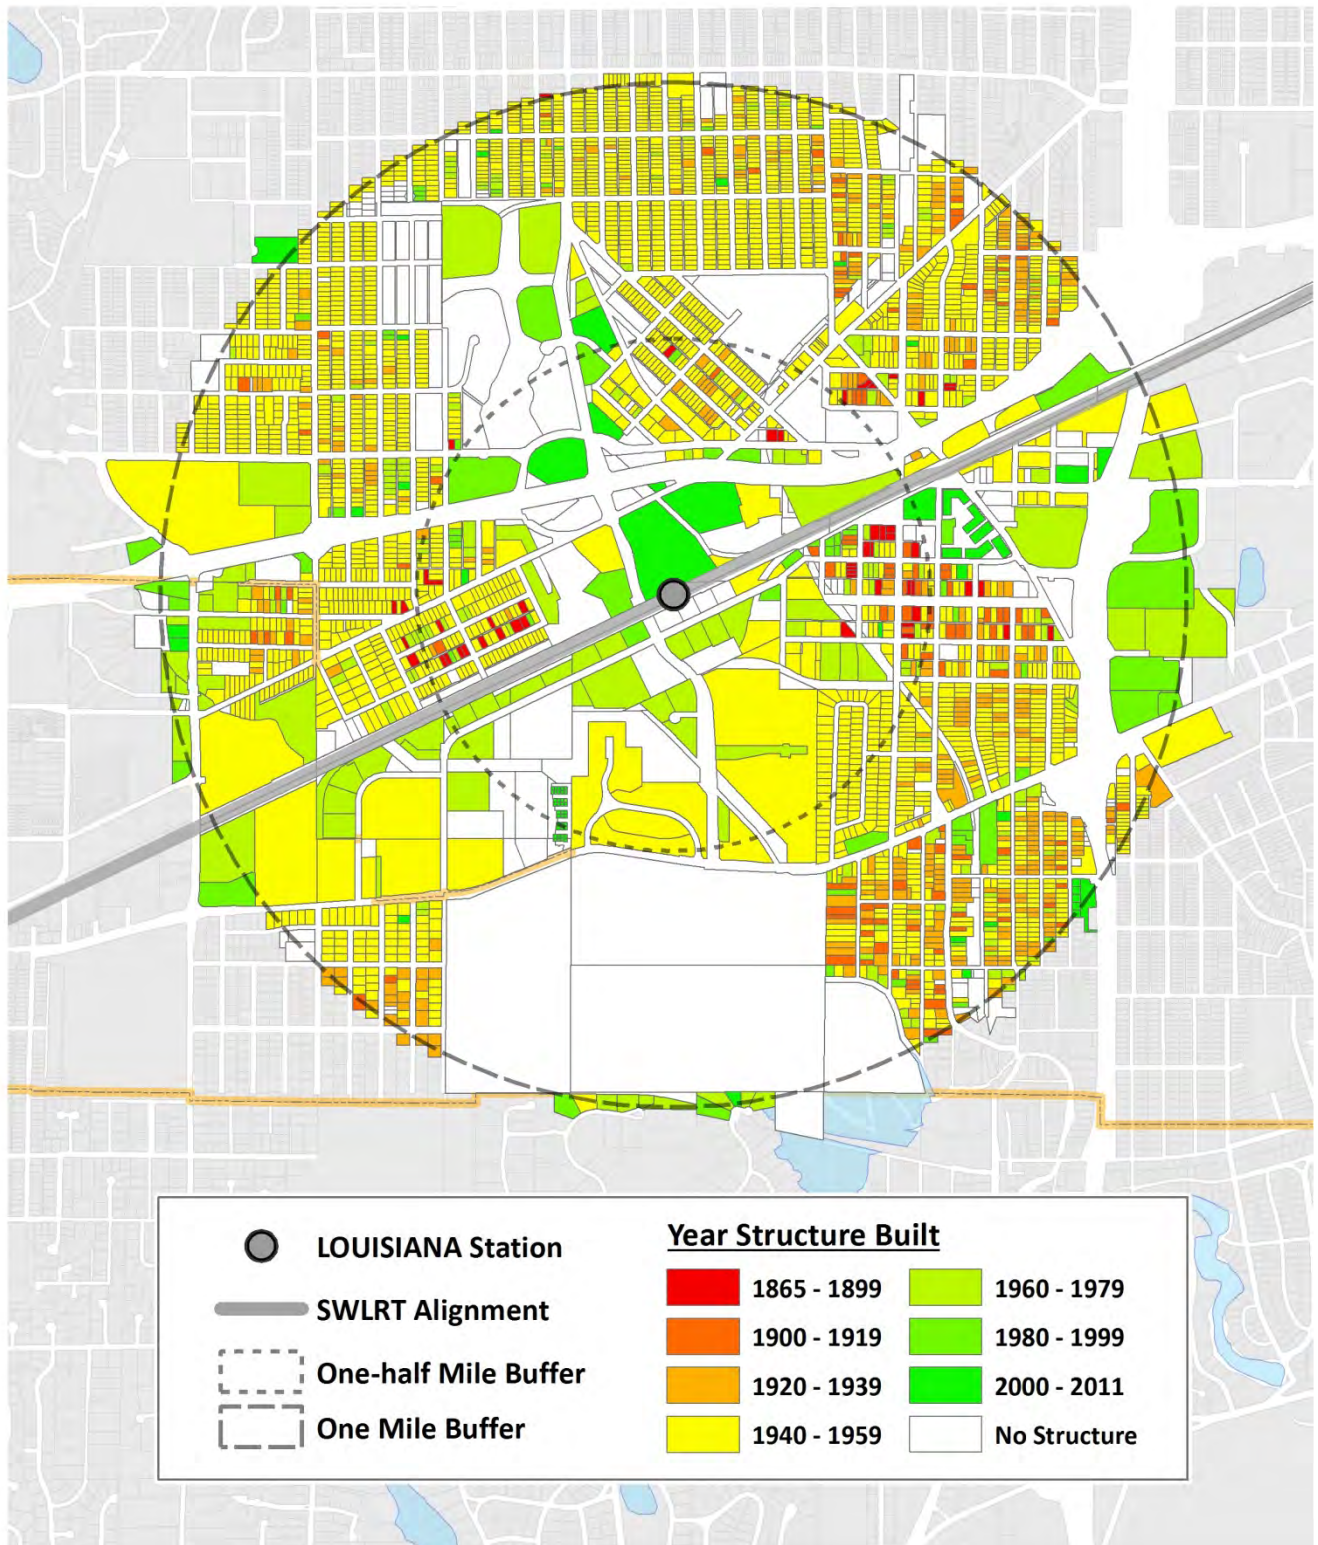 LOUISIANA Station
SWLRT Alignment
One-half Mile Buffer
One Mile Buffer
Year Structure Built
1865 - 1899
1900 - 1919
1920 - 1939
1940 - 1959
1960 - 1979
1980 - 1999
2000 - 2011
No Structure